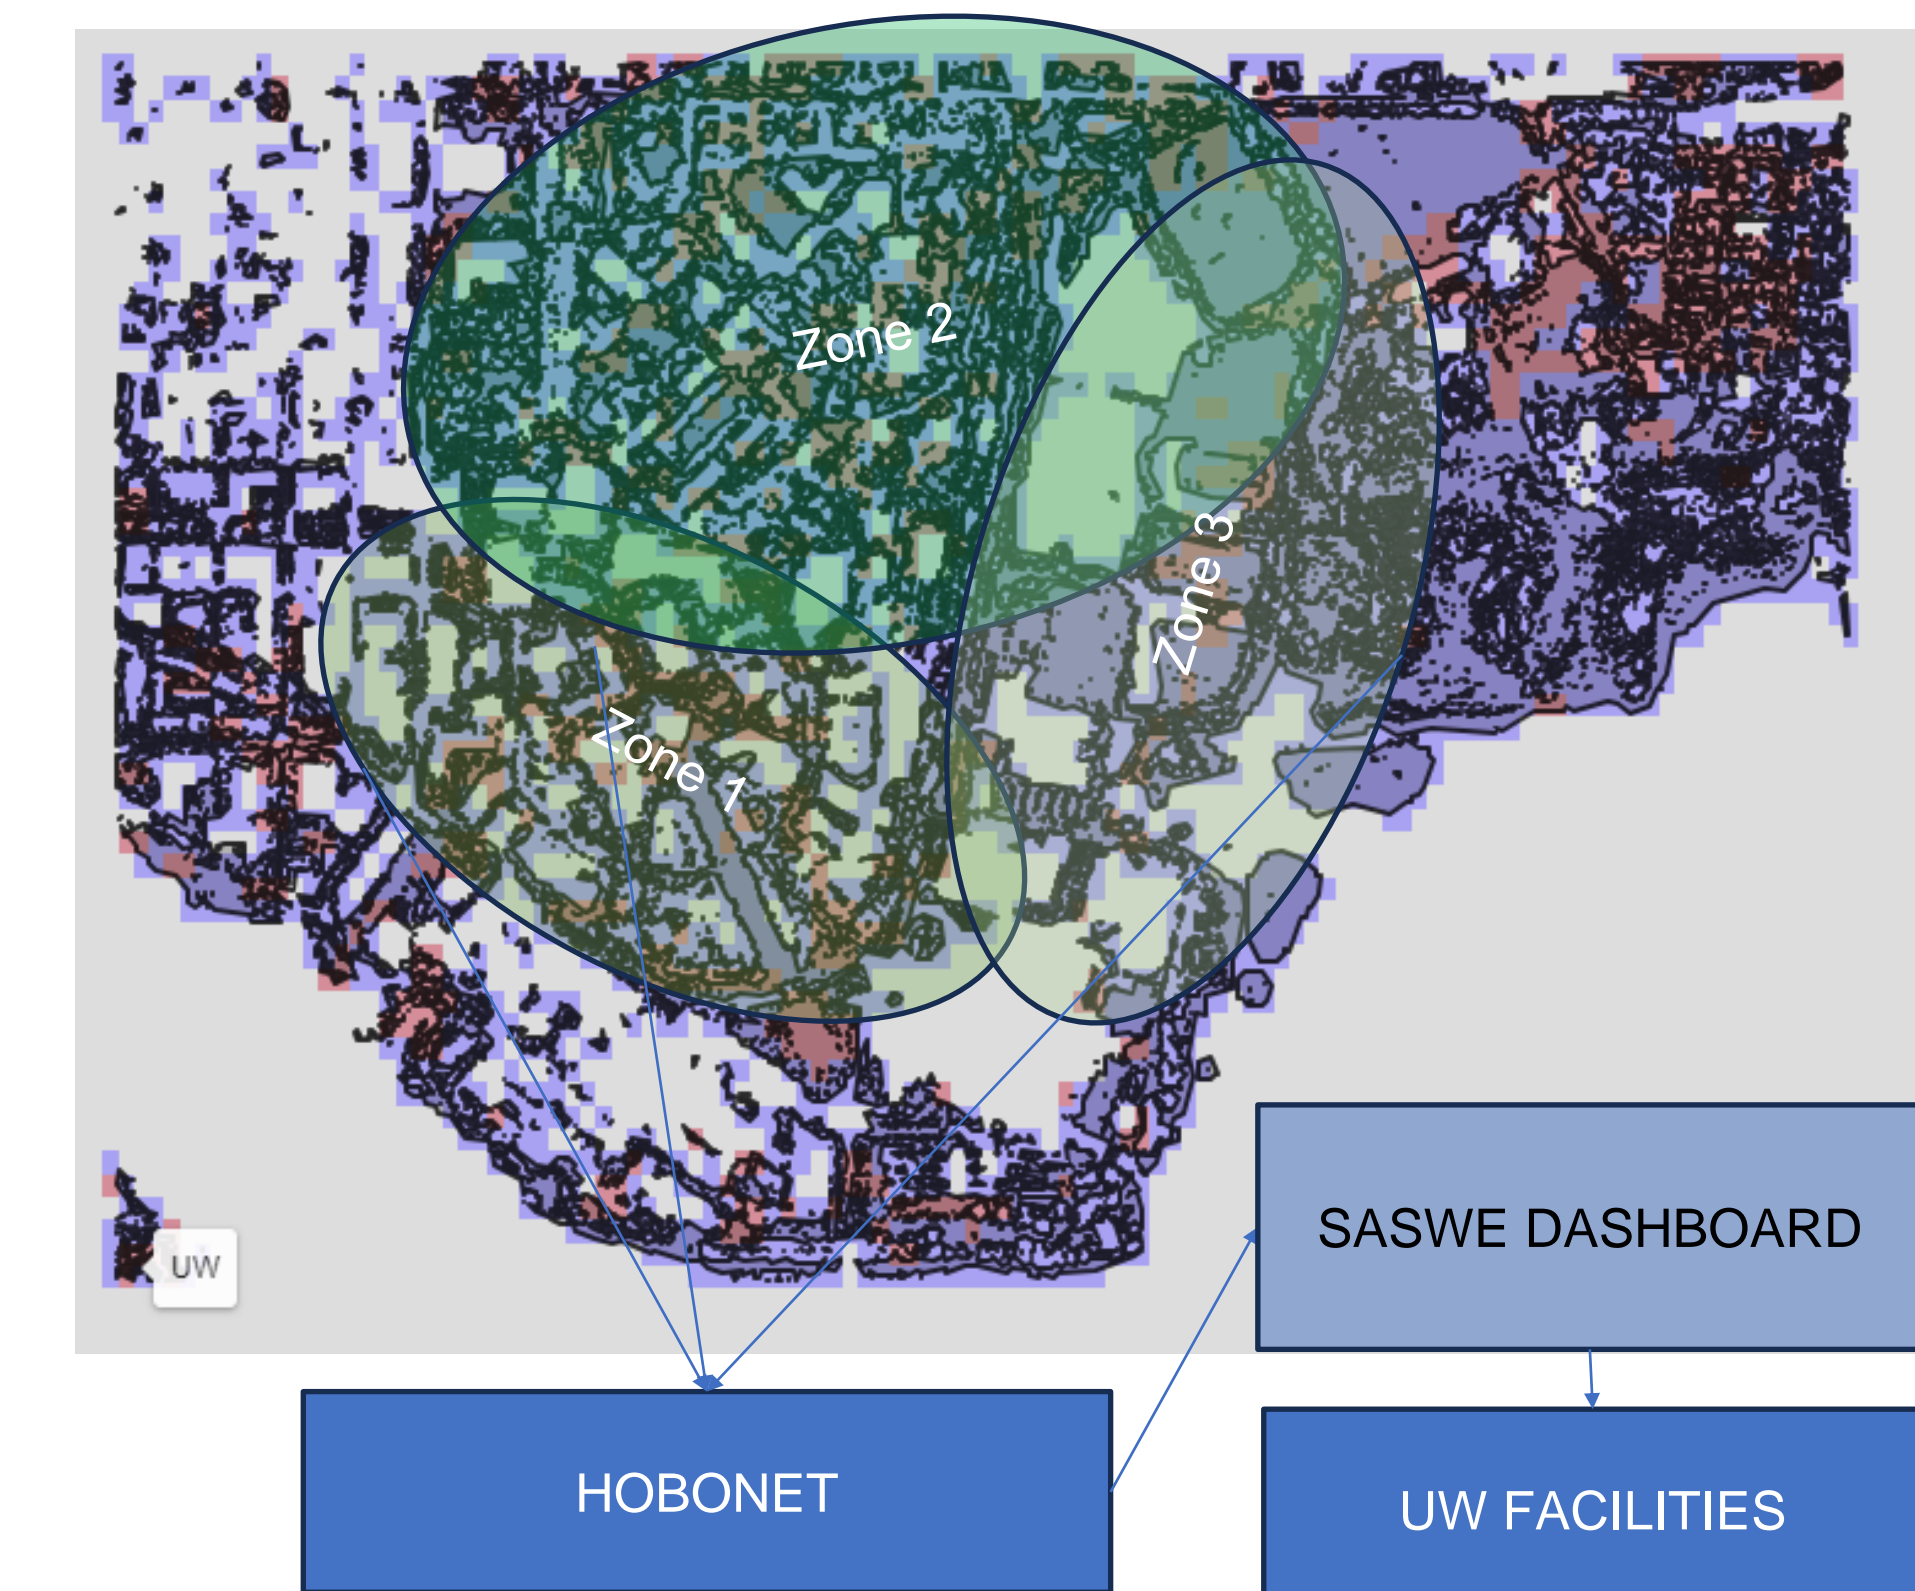 Zone 2
Zone 3
Zone 1
UW
SASWE DASHBOARD
HOBONET
UW FACILITIES